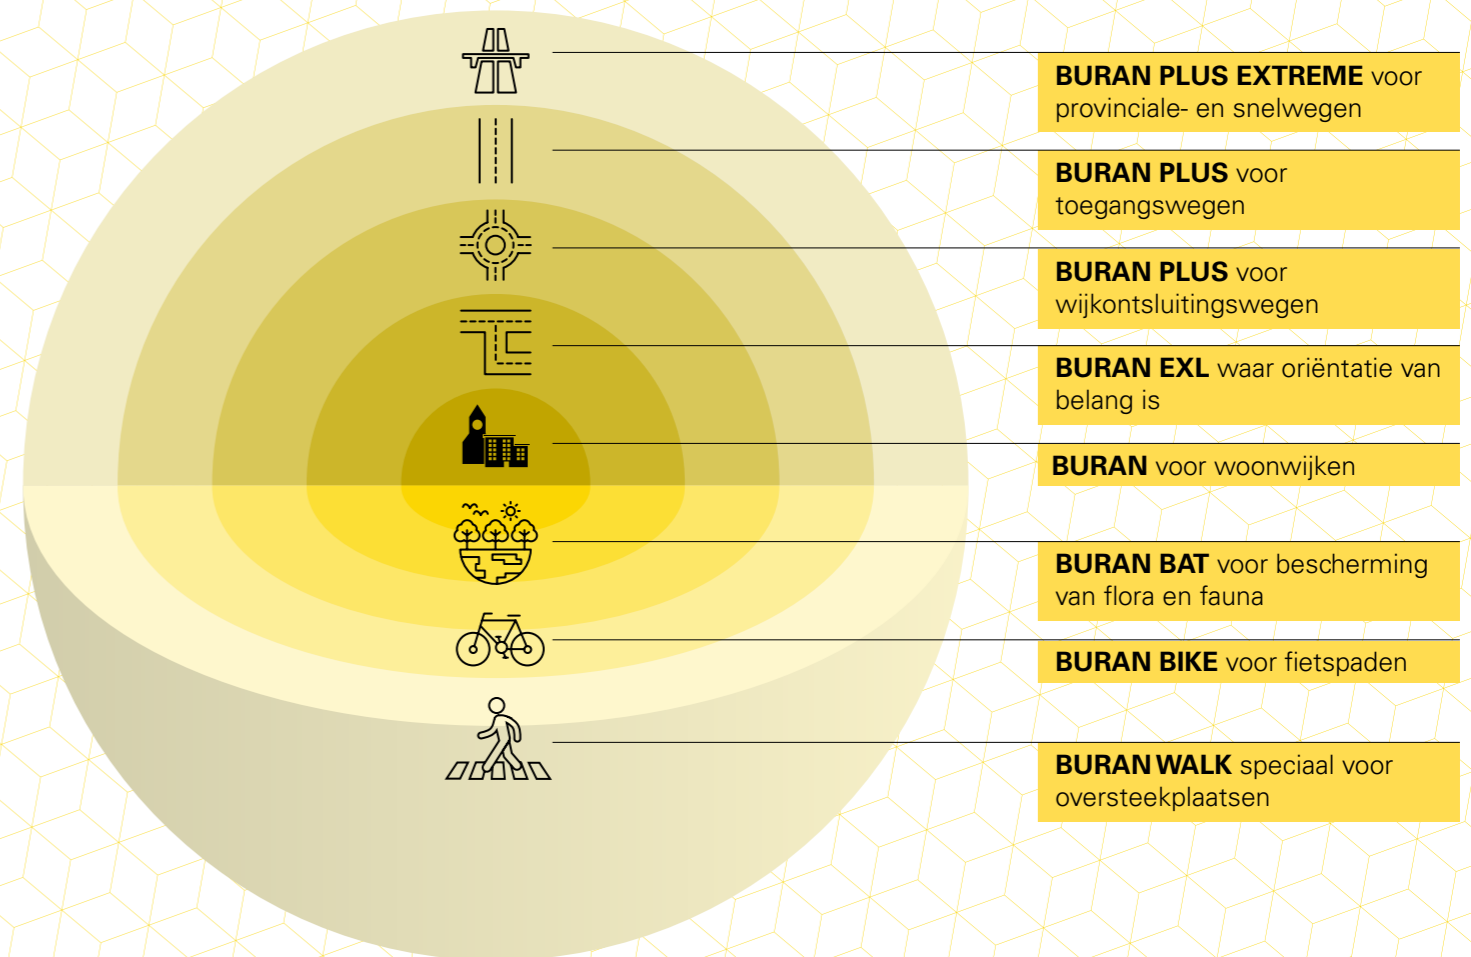 BURAN PLUS EXTREME voor
provinciale- en snelwegen
BURAN PLUS voor
toegangswegen
BURAN PLUS voor
wijkontsluitingswegen
BURAN EXL waar oriëntatie van
belang is
BURAN voor woonwijken
BURAN BAT voor bescherming
van flora en fauna
BURAN BIKE voor fietspaden
BURAN WALK speciaal voor
oversteekplaatsen